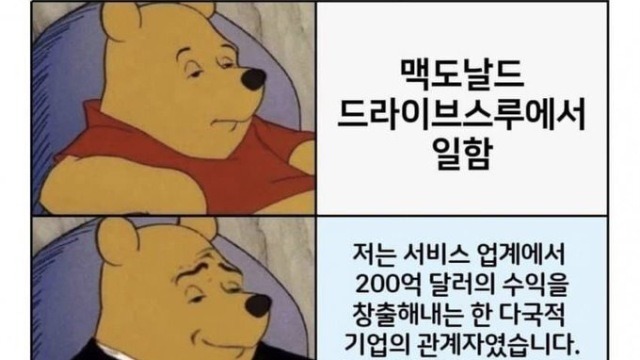 맥도날드
드라이브스루에서
일함
저는 서비스 업계에서
200억 달러의 수익을
창출해내는 한 다국적
기업의 관계자였습니다.